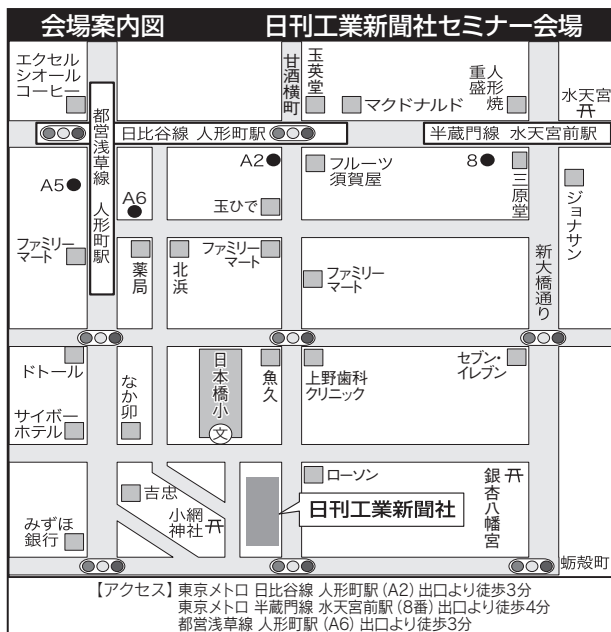 会場案内図 日刊工業新聞社セミナー会場
エクセル
シオール
コーヒー
都営浅草線 人形町駅
甘酒横町
玉英堂
マクドナルド
人形焼
重盛
水天宮
日比谷線 人形町駅
半蔵門線 水天宮前駅
A5
A6
A2
フルーツ
須賀屋
8
三原堂
ジョナサン
玉ひで
ファミリー
マート
薬局
北浜
ファミリー
マート
ファミリー
マート
新大橋通り
ドトール
なか卯
日本橋小
文
魚久
上野歯科
クリニック
セブン・
イレブン
サイボー
ホテル
吉忠
小網
神社
ローソン
日刊工業新聞社
銀杏八幡宮
みずほ
銀行
蛎殻町
【アクセス】東京メトロ 日比谷線 人形町駅(A2)出口より徒歩3分
東京メトロ 半蔵門線 水天宮前駅(8番)出口より徒歩4分
都営浅草線 人形町駅(A6)出口より徒歩3分